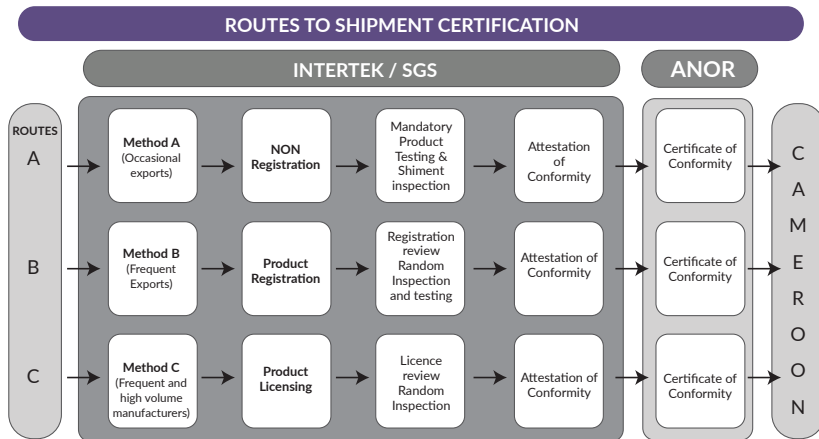 ROUTES TO SHIPMENT CERTIFICATION
INTERTEK / SGS
ANOR
ROUTES
A
Method A
(Occasional
exports)
NON
Registration
Mandatory
Product
Testing &
Shiment
inspection
Attestation
of
Conformity
Certificate of
Conformity
B
Method B
(Frequent
Exports)
Product
Registration
Registration
review
Random
Inspection
and testing
Attestation of
Conformity
Certificate of
Conformity
C
Method C
(Frequent and
high volume
manufacturers)
Product
Licensing
Licence
review
Random
Inspection
Attestation of
Conformity
Certificate of
Conformity
C
A
M
E
R
O
O
N